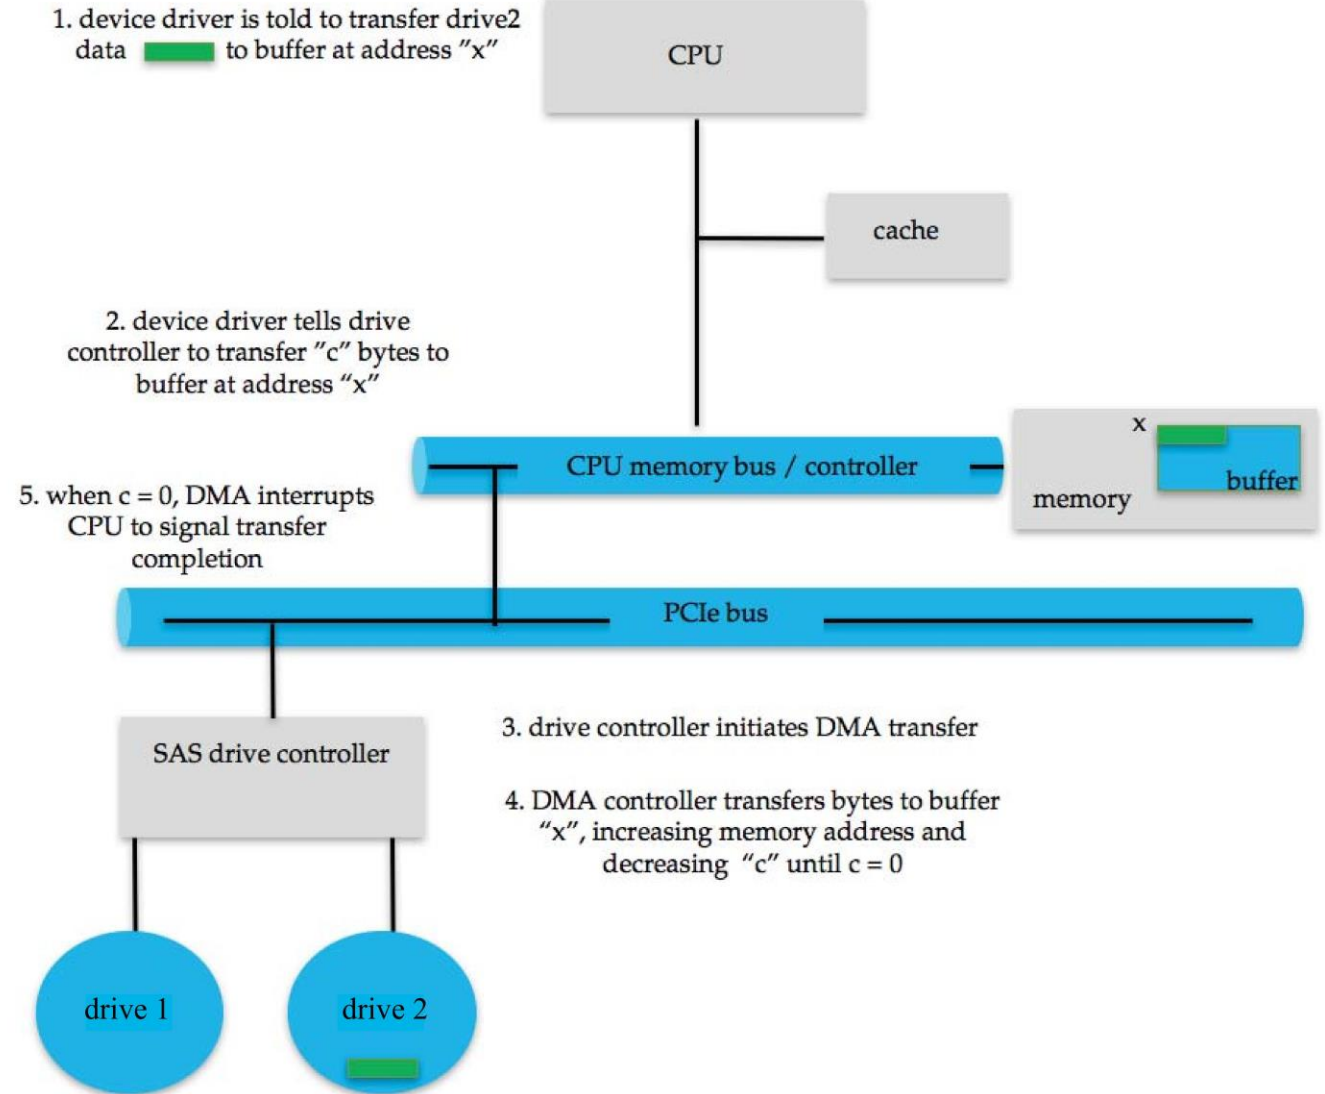 1. device driver is told to transfer drive2
data to buffer at address "x"
CPU
cache
2. device driver tells drive
controller to transfer "c" bytes to
buffer at address "x"
CPU memory bus / controller
x
buffer
memory
5. when c = 0, DMA interrupts
CPU to signal transfer
completion
PCIe bus
SAS drive controller
3. drive controller initiates DMA transfer
4. DMA controller transfers bytes to buffer
"x", increasing memory address and
decreasing "c" until c = 0
drive 1
drive 2